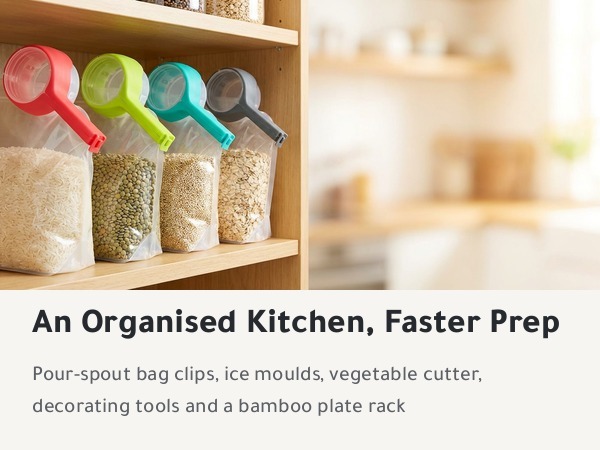 An Organised Kitchen, Faster Prep
Pour-spout bag clips, ice moulds, vegetable cutter,
decorating tools and a bamboo plate rack